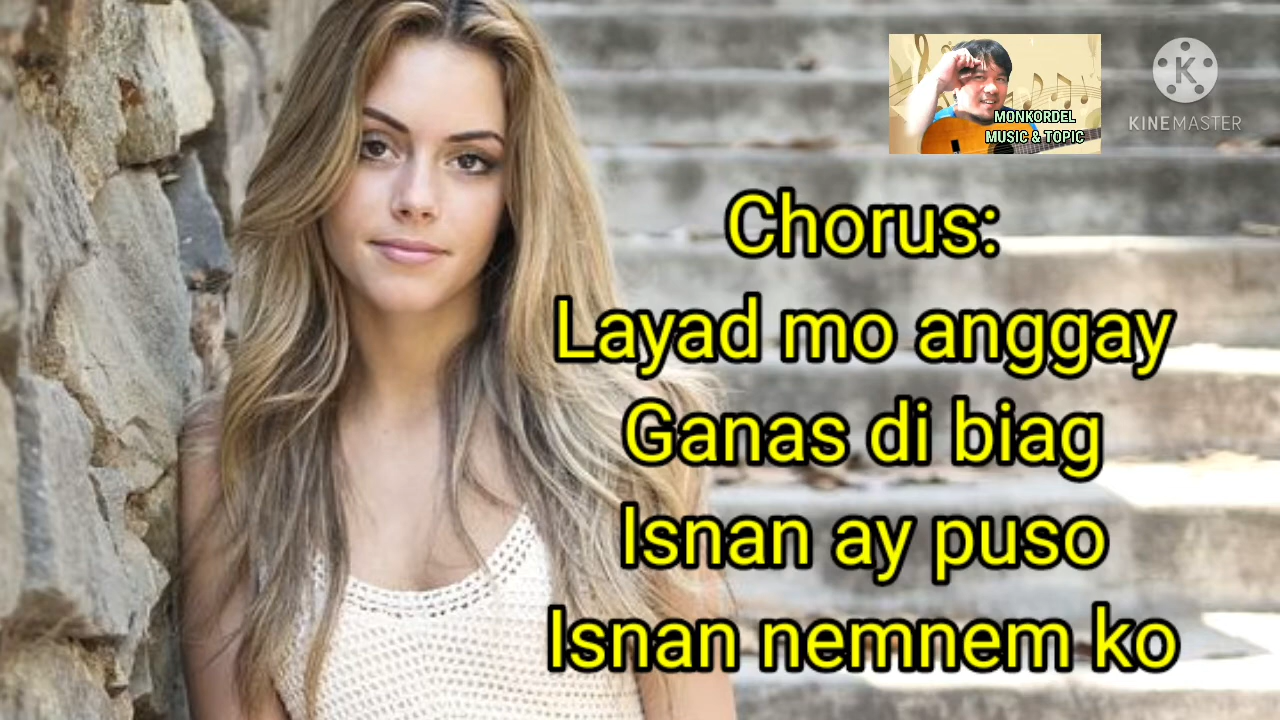 MONKORDEL
MUSIC & TOPIC
KINEMASTER
Chorus:
Layad mo anggay
Ganas di biag
Isnan ay puso
Isnan nemnem ko